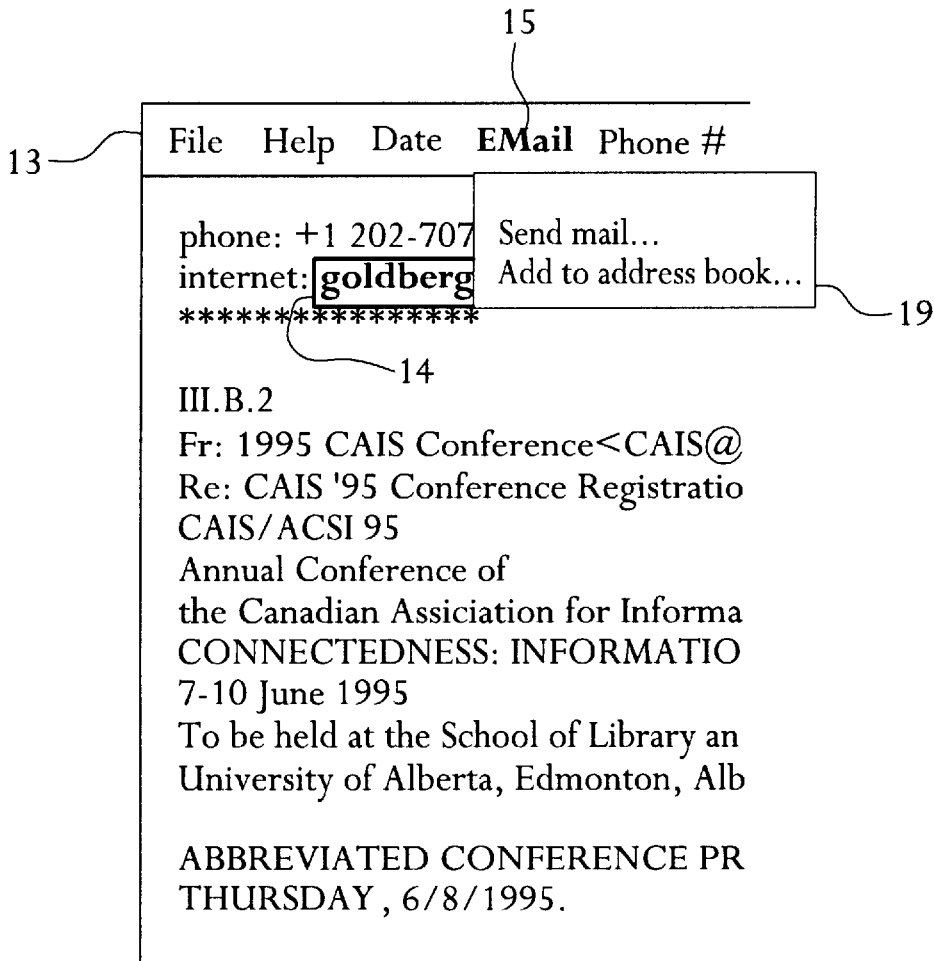 15
13
File Help Date EMail Phone #
phone: +1 202-707
Send mail...
internet: goldberg
Add to address book...
****************
19
14
III.B.2
Fr: 1995 CAIS Conference<CAIS@
Re: CAIS '95 Conference Registratio
CAIS/ACSI 95
Annual Conference of
the Canadian Assiciation for Informa
CONNECTEDNESS: INFORMATIO
7-10 June 1995
To be held at the School of Library an
University of Alberta, Edmonton, Alb
ABBREVIATED CONFERENCE PR
THURSDAY, 6/8/1995.